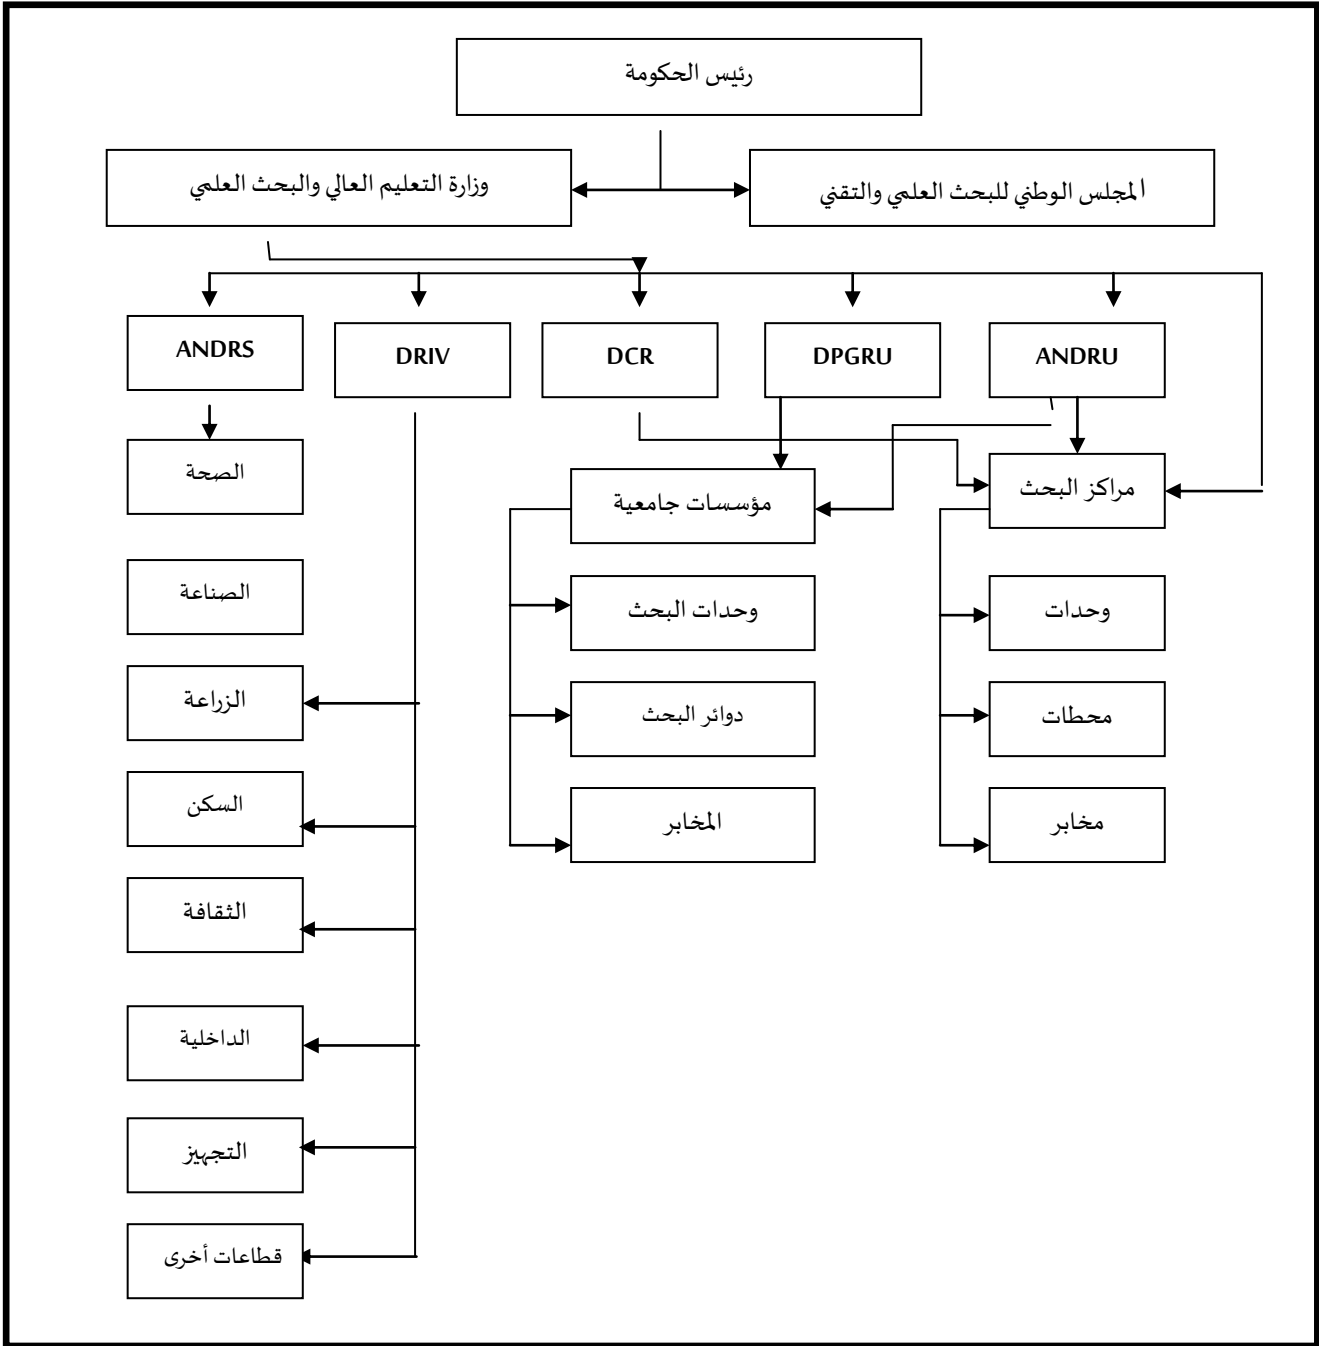 رئيس الحكومة
المجلس الوطني للبحث العلمي والتقني
وزارة التعليم العالي والبحث العلمي
ANDRU
DPGRU
DCR
DRIV
ANDRS
الصحة
مراكز البحث
مؤسسات جامعية
الصناعة
وحدات
وحدات البحث
الزراعة
محطات
دوائر البحث
السكن
مخابر
المخابر
الثقافة
الداخلية
التجهيز
قطاعات أخرى